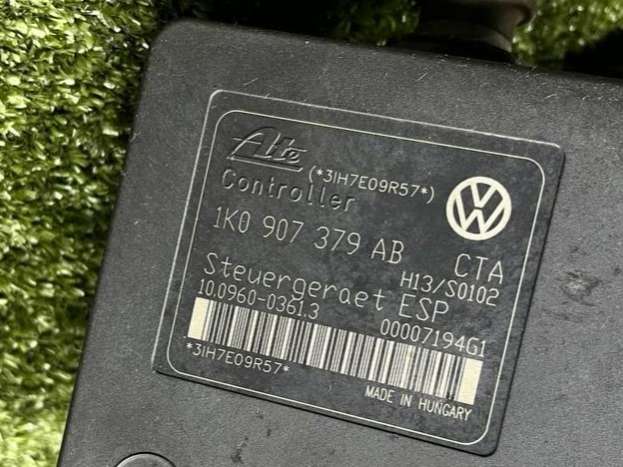 Ate (*3IH7E09R57*)
Controller
1K0 907 379 AB CTA
H13/S0102
Steuergeraet ESP
10.0960-0361.3 00007194G1
*3IH7E09R57*
MADE IN HUNGARY